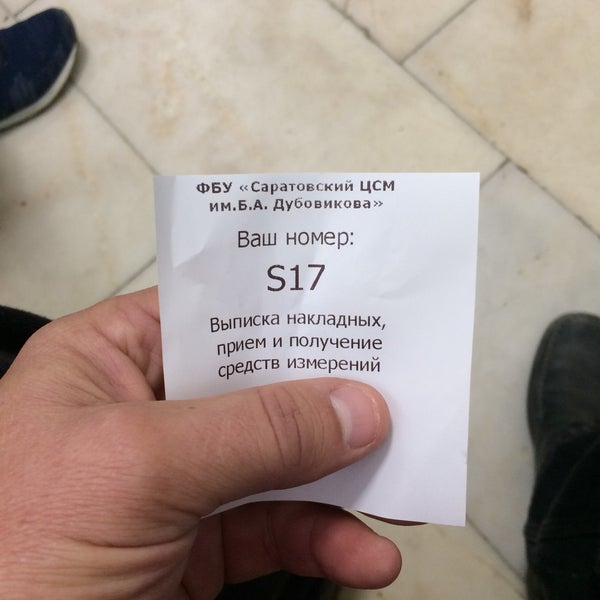 ФБУ «Саратовский ЦСМ
им.Б.А. Дубовикова»
Ваш номер:
S17
Выписка накладных,
прием и получение
средств измерений